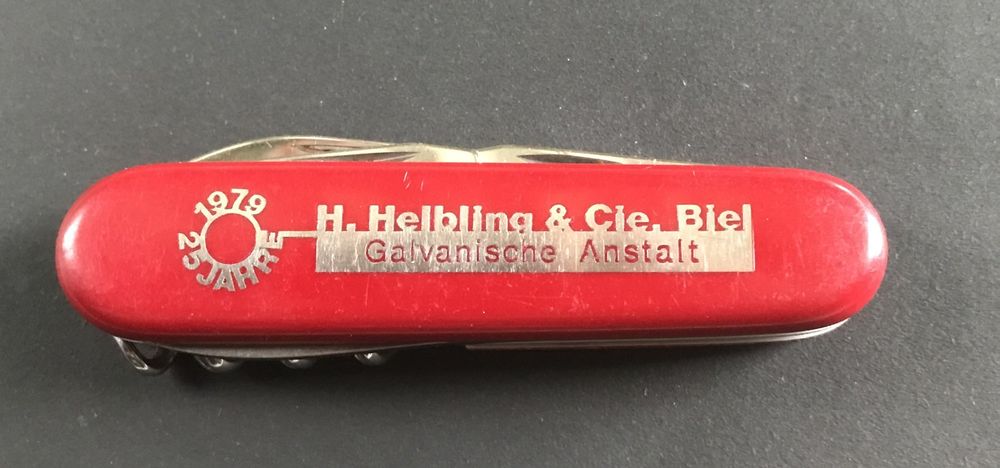 1979
25 JAHRE
H. Helbling & Cie. Biel
Galvanische Anstalt